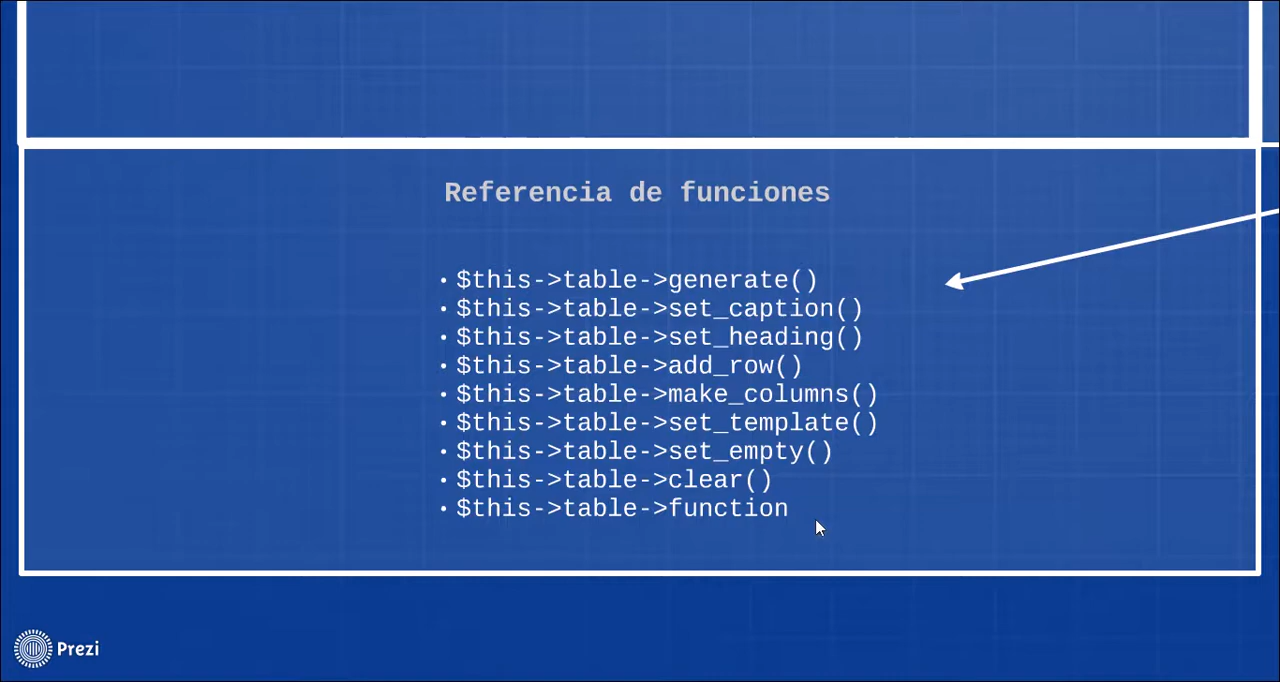 Referencia de funciones
• $this->table->generate()
• $this->table->set_caption()
• $this->table->set_heading()
• $this->table->add_row()
• $this->table->make_columns()
• $this->table->set_template()
• $this->table->set_empty()
• $this->table->clear()
• $this->table->function
Prezi